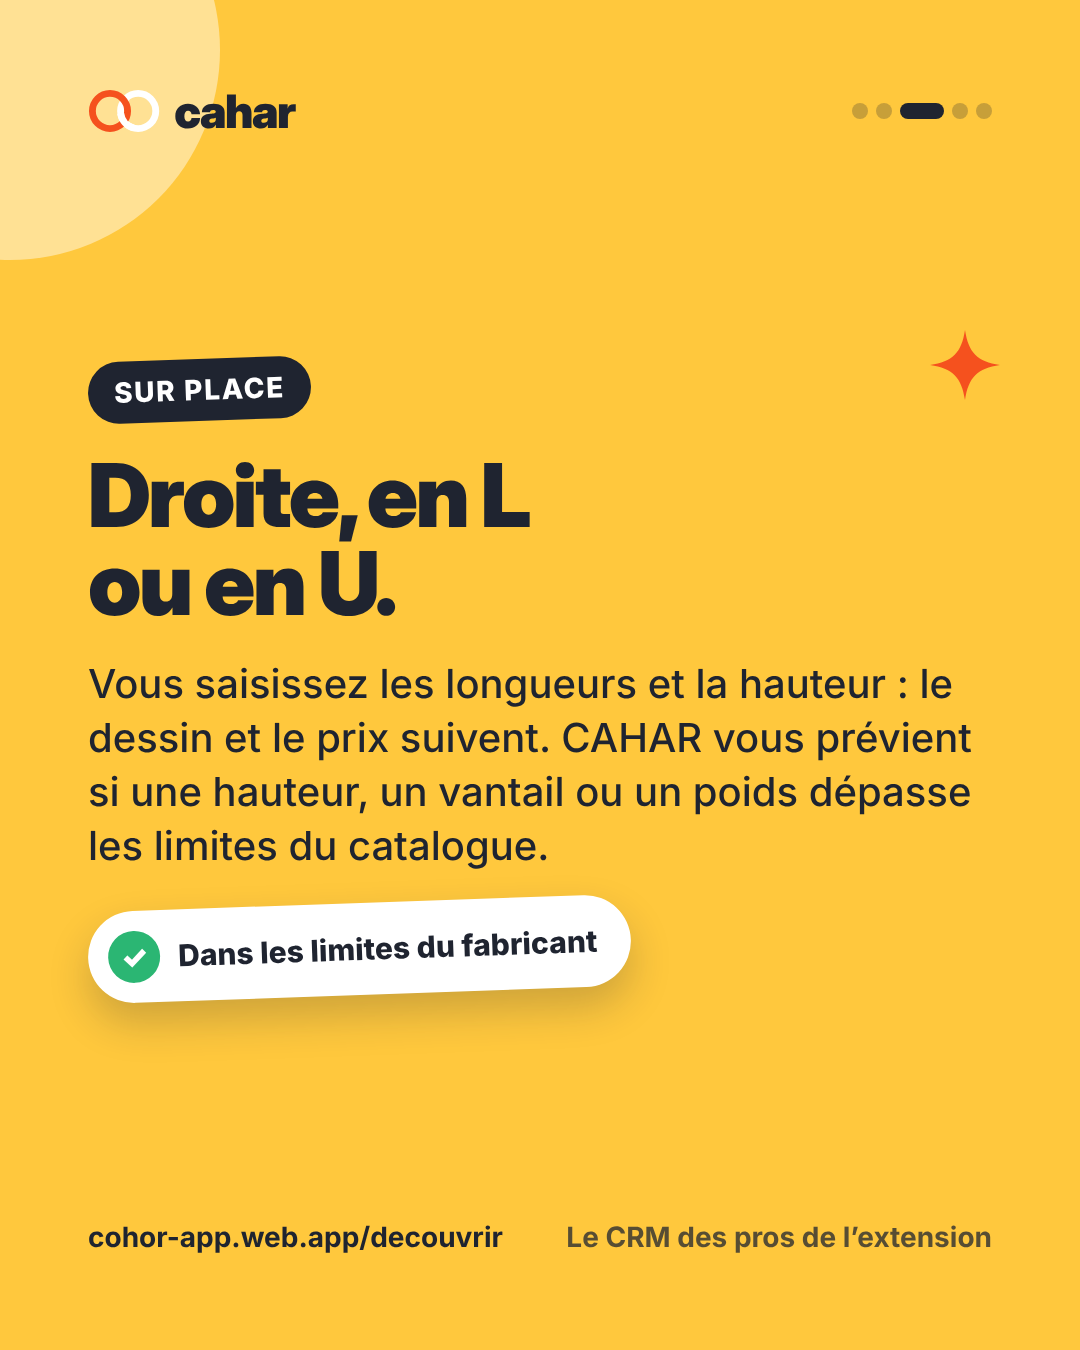 cahar
SUR PLACE
Droite, en L
ou en U.
Vous saisissez les longueurs et la hauteur : le
dessin et le prix suivent. CAHAR vous prévient
si une hauteur, un vantail ou un poids dépasse
les limites du catalogue.
Dans les limites du fabricant
cohor-app.web.app/decouvrir
Le CRM des pros de l’extension